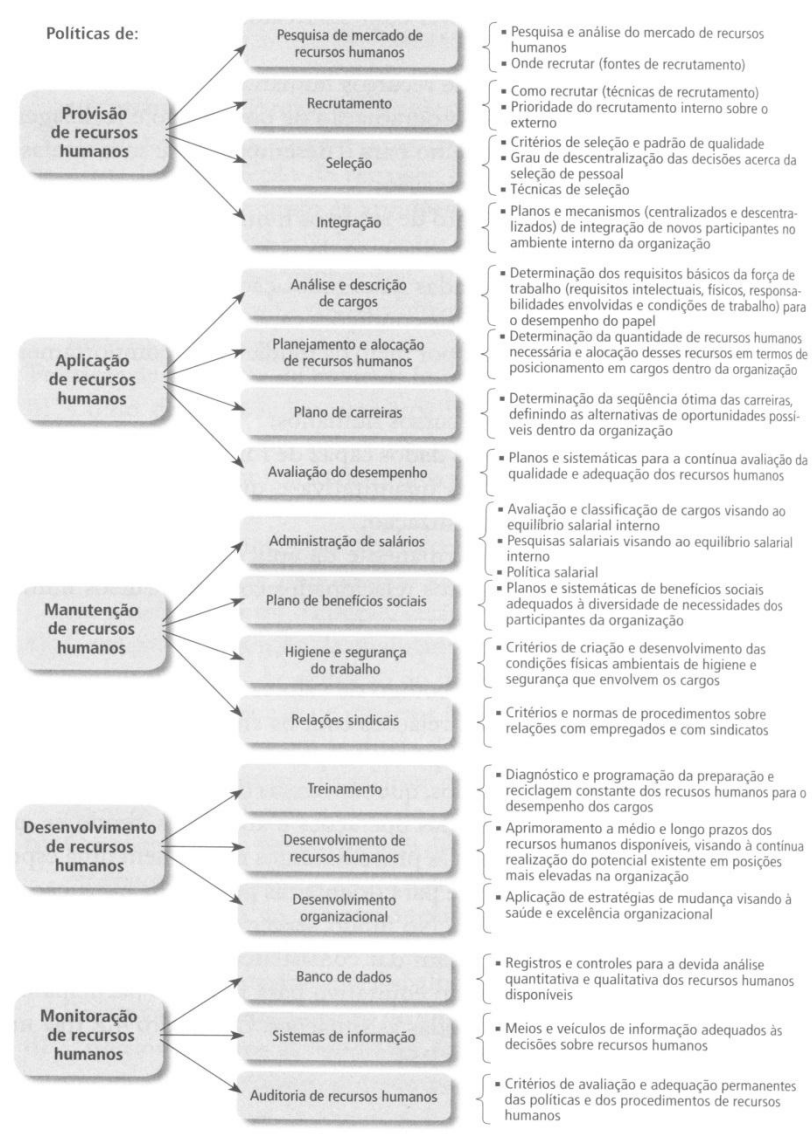 Políticas de:
Provisão
de recursos
humanos
Pesquisa de mercado de
recursos humanos
▪ Pesquisa e análise do mercado de recursos
humanos
▪ Onde recrutar (fontes de recrutamento)
Recrutamento
▪ Como recrutar (técnicas de recrutamento)
▪ Prioridade do recrutamento interno sobre o
externo
Seleção
▪ Critérios de seleção e padrão de qualidade
▪ Grau de descentralização das decisões acerca da
seleção de pessoal
▪ Técnicas de seleção
Integração
▪ Planos e mecanismos (centralizados e descentra-
lizados) de integração de novos participantes no
ambiente interno da organização
Aplicação
de recursos
humanos
Análise e descrição
de cargos
▪ Determinação dos requisitos básicos da força de
trabalho (requisitos intelectuais, físicos, responsa-
bilidades envolvidas e condições de trabalho) para
o desempenho do papel
Planejamento e alocação
de recursos humanos
▪ Determinação da quantidade de recursos humanos
necessária e alocação desses recursos em termos de
posicionamento em cargos dentro da organização
Plano de carreiras
▪ Determinação da seqüência ótima das carreiras,
definindo as alternativas de oportunidades possí-
veis dentro da organização
Avaliação do desempenho
▪ Planos e sistemáticas para a contínua avaliação da
qualidade e adequação dos recursos humanos
Manutenção
de recursos
humanos
Administração de salários
▪ Avaliação e classificação de cargos visando ao
equilíbrio salarial interno
▪ Pesquisas salariais visando ao equilíbrio salarial
interno
▪ Política salarial
Plano de benefícios sociais
▪ Planos e sistemáticas de benefícios sociais
adequados à diversidade de necessidades dos
participantes da organização
Higiene e segurança
do trabalho
▪ Critérios de criação e desenvolvimento das
condições físicas ambientais de higiene e
segurança que envolvem os cargos
Relações sindicais
▪ Critérios e normas de procedimentos sobre
relações com empregados e com sindicatos
Desenvolvimento
de recursos
humanos
Treinamento
▪ Diagnóstico e programação da preparação e
reciclagem constante dos recusos humanos para o
desempenho dos cargos
Desenvolvimento de
recursos humanos
▪ Aprimoramento a médio e longo prazos dos
recursos humanos disponíveis, visando à contínua
realização do potencial existente em posições
mais elevadas na organização
Desenvolvimento
organizacional
▪ Aplicação de estratégias de mudança visando à
saúde e excelência organizacional
Monitoração
de recursos
humanos
Banco de dados
▪ Registros e controles para a devida análise
quantitativa e qualitativa dos recursos humanos
disponíveis
Sistemas de informação
▪ Meios e veículos de informação adequados às
decisões sobre recursos humanos
Auditoria de recursos humanos
▪ Critérios de avaliação e adequação permanentes
das políticas e dos procedimentos de recursos
humanos